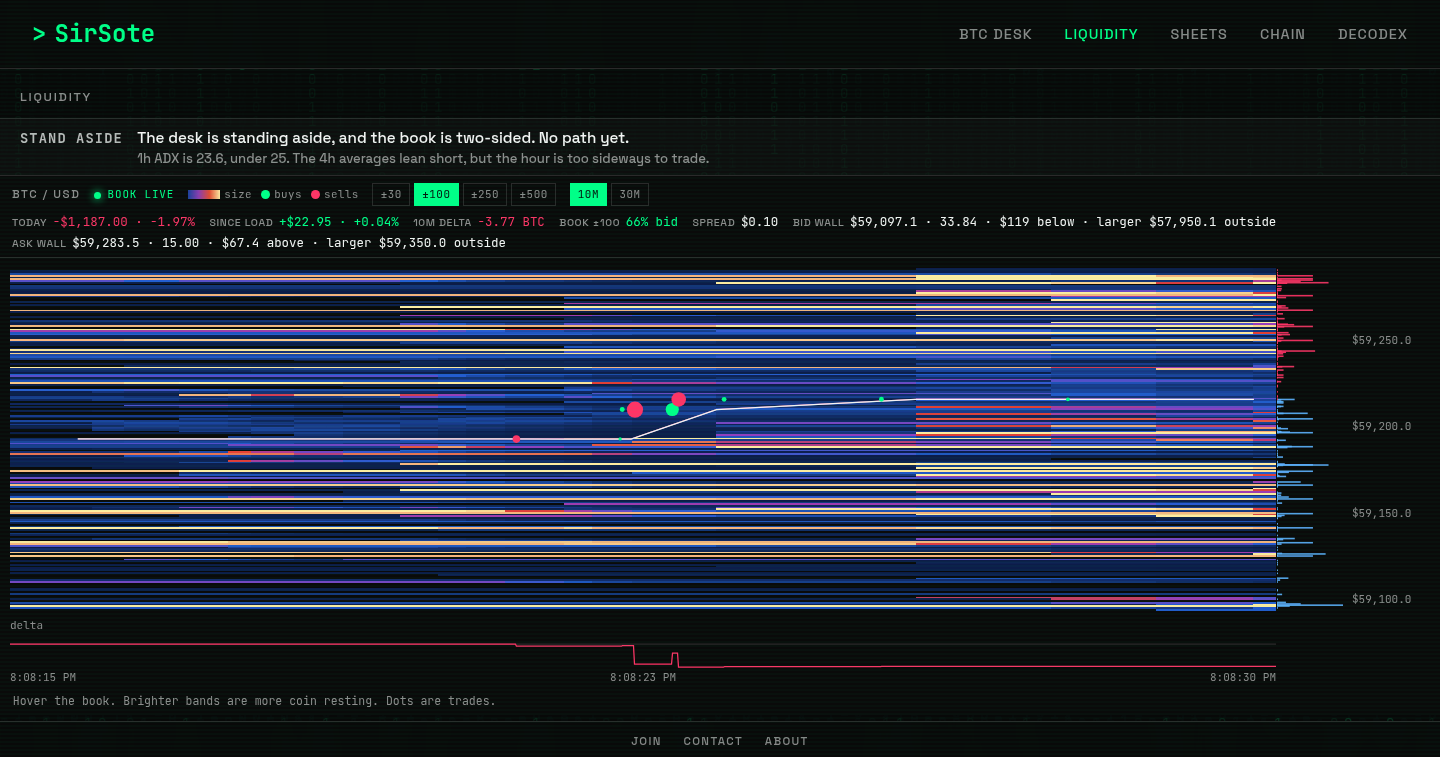 > SirSote
BTC DESK LIQUIDITY SHEETS CHAIN DECODEX
LIQUIDITY
STAND ASIDE The desk is standing aside, and the book is two-sided. No path yet.
1h ADX is 23.6, under 25. The 4h averages lean short, but the hour is too sideways to trade.
BTC / USD BOOK LIVE size buys sells ±30 ±100 ±250 ±500 10M 30M
TODAY -$1,187.00 · -1.97% SINCE LOAD +$22.95 · +0.04% 10M DELTA -3.77 BTC BOOK ±100 66% bid SPREAD $0.10 BID WALL $59,097.1 · 33.84 · $119 below · larger $57,950.1 outside
ASK WALL $59,283.5 · 15.00 · $67.4 above · larger $59,350.0 outside
$59,250.0
$59,200.0
$59,150.0
$59,100.0
delta
8:08:15 PM 8:08:23 PM 8:08:30 PM
Hover the book. Brighter bands are more coin resting. Dots are trades.
JOIN CONTACT ABOUT